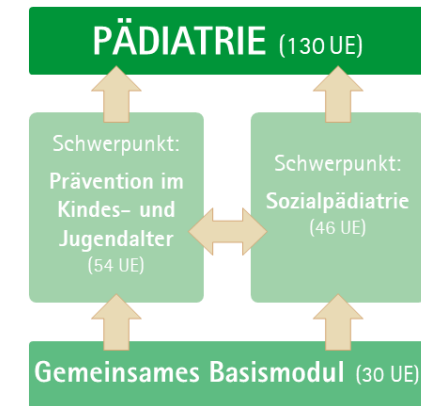 PÄDIATRIE (130 UE)
Schwerpunkt:
Prävention im
Kindes- und
Jugendalter
(54 UE)
Schwerpunkt:
Sozialpädiatrie
(46 UE)
Gemeinsames Basismodul (30 UE)